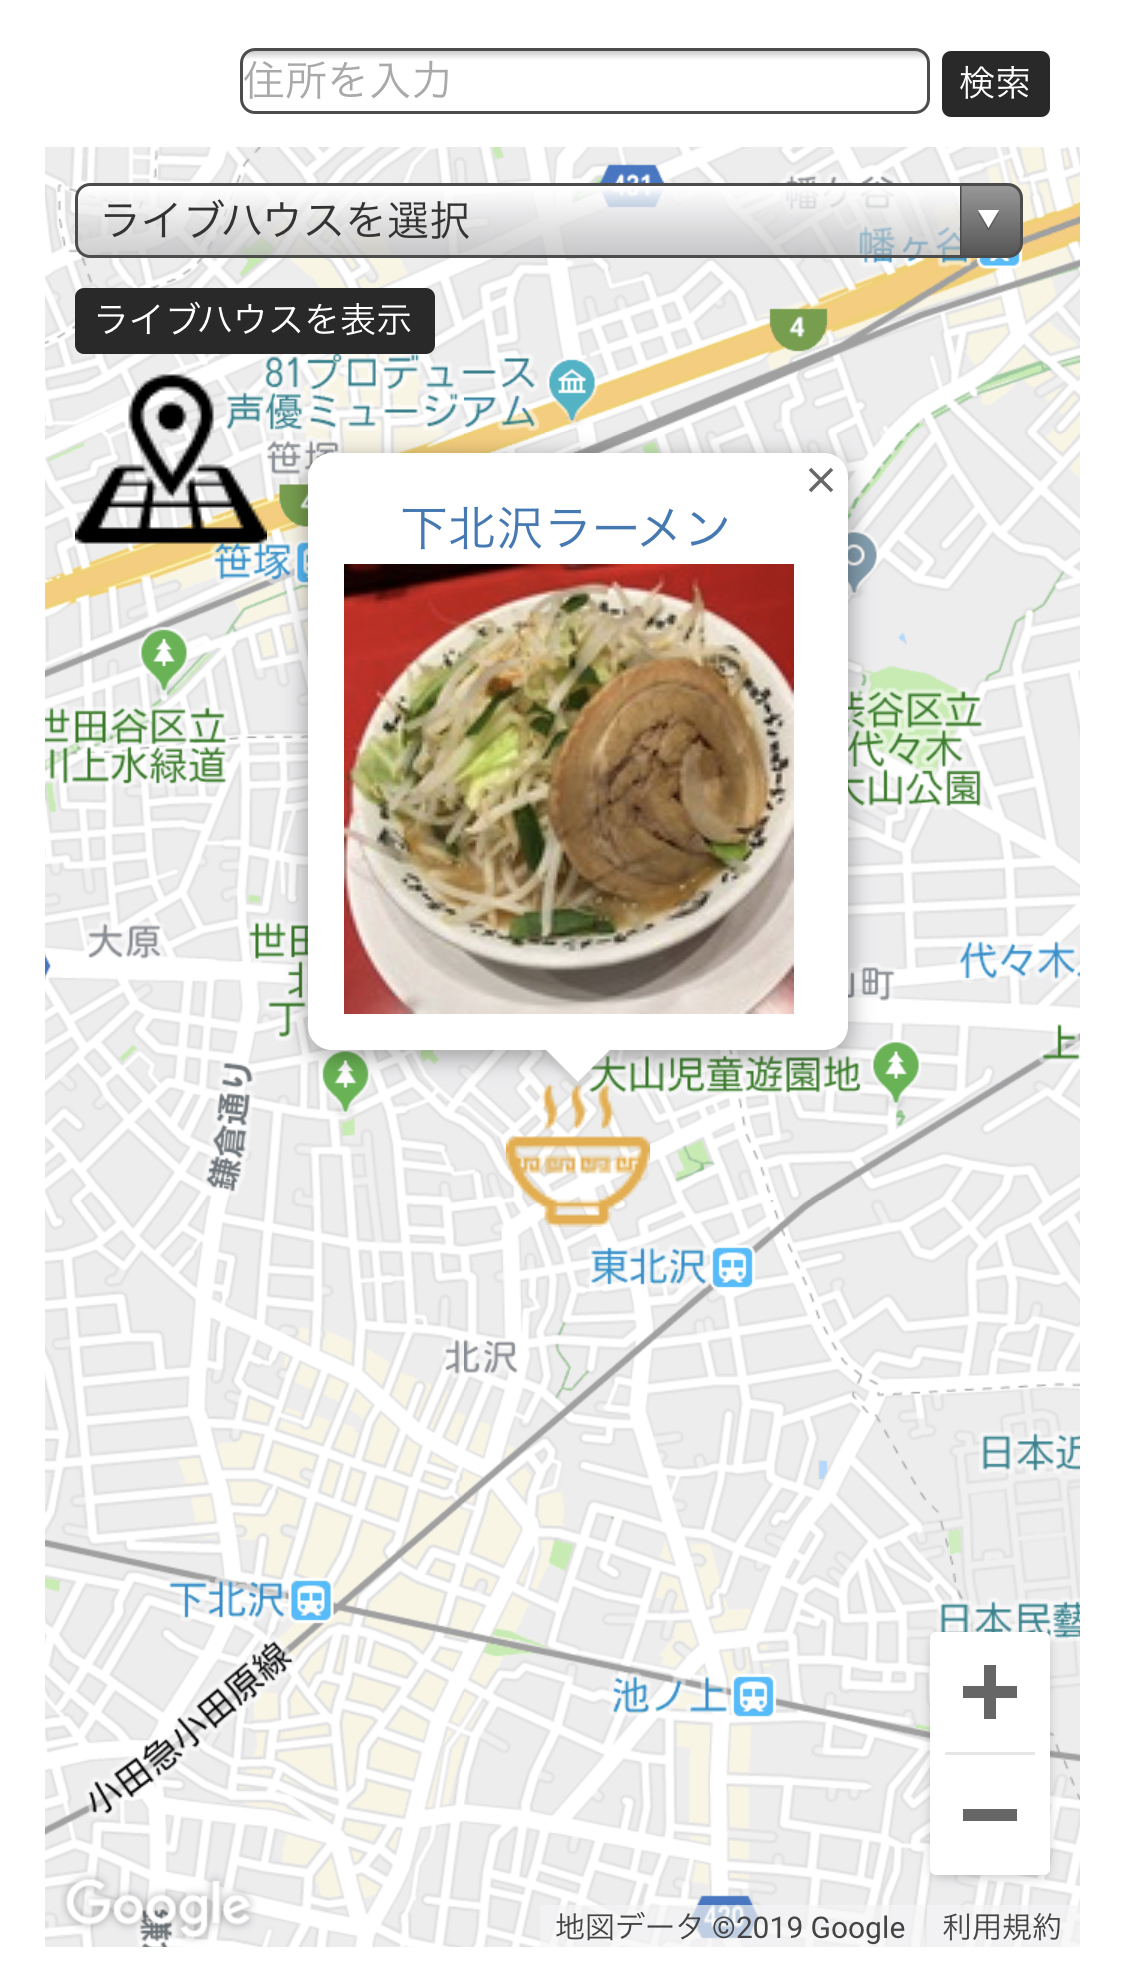 住所を入力
検索
431
幡ヶ谷
ライブハウスを選択
幡ヶ谷
ライブハウスを表示
4
81プロデュース
声優ミュージアム
笹塚
下北沢ラーメン
笹塚
世田谷区立
川上水緑道
渋谷区立
代々木
大山公園
大原
世田
北
丁
代々木
町
上
大山児童遊園地
鎌倉通り
東北沢
北沢
日本近
下北沢
日本民藝
小田急小田原線
池ノ上
Google
420
地図データ ©2019 Google
利用規約